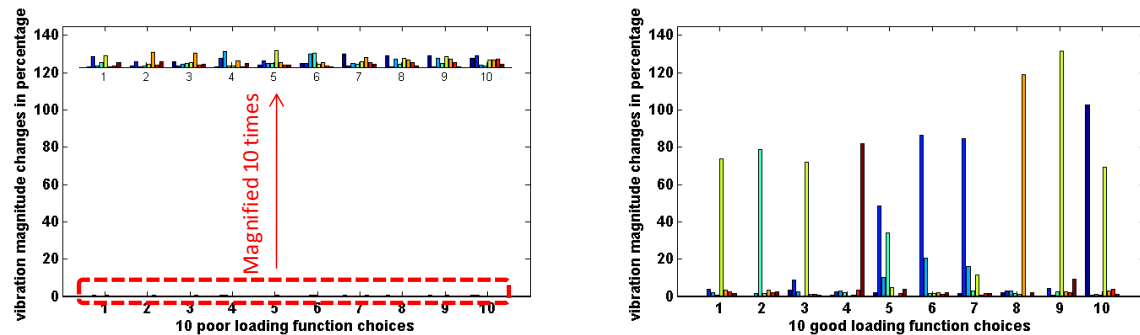 vibration magnitude changes in percentage
140
120
100
80
60
40
20
0
1 2 3 4 5 6 7 8 9 10
Magnified 10 times
1 2 3 4 5 6 7 8 9 10
10 poor loading function choices
vibration magnitude changes in percentage
140
120
100
80
60
40
20
0
1 2 3 4 5 6 7 8 9 10
10 good loading function choices